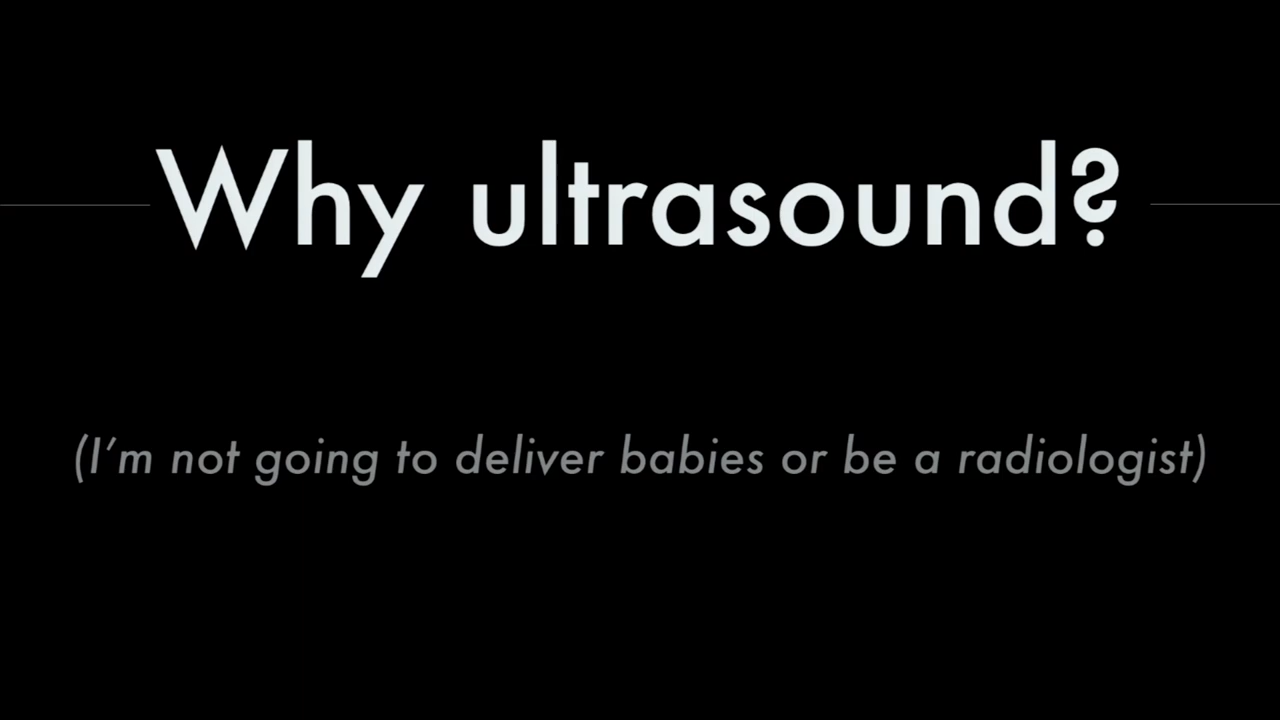 Why ultrasound?
(I’m not going to deliver babies or be a radiologist)